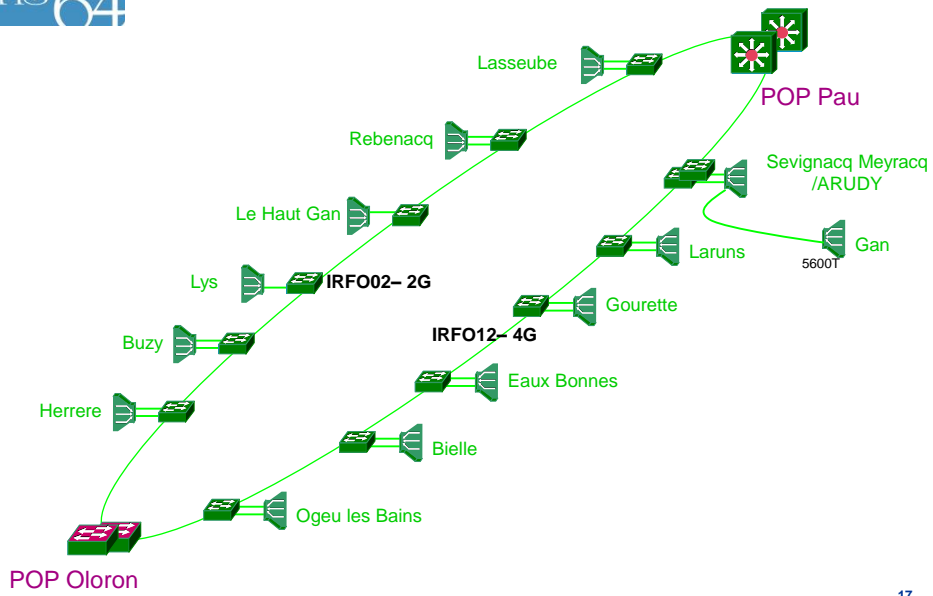 64
Lasseube
POP Pau
Rebenacq
Sevignacq Meyracq
/ARUDY
Le Haut Gan
Gan
5600T
Laruns
Lys
IRFO02– 2G
Gourette
IRFO12– 4G
Buzy
Eaux Bonnes
Herrere
Bielle
Ogeu les Bains
POP Oloron
17